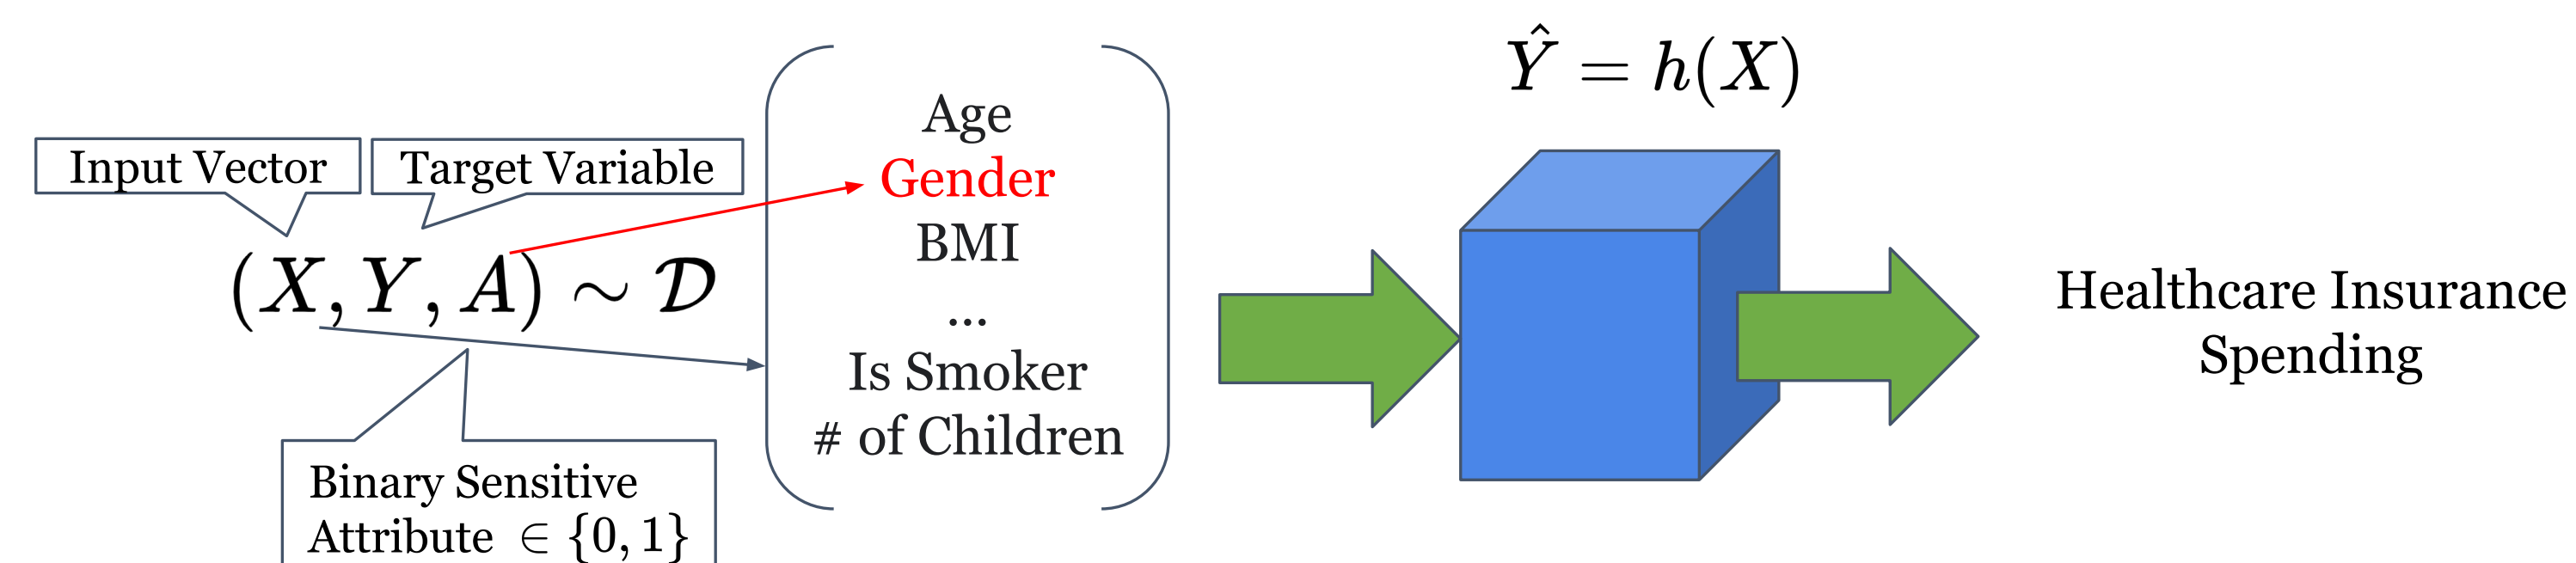 Input Vector
Target Variable
(X, Y, A) ∼ 𝒟
Binary Sensitive
Attribute ∈ {0, 1}
Age
Gender
BMI
...
Is Smoker
# of Children
Ŷ = h(X)
Healthcare Insurance
Spending